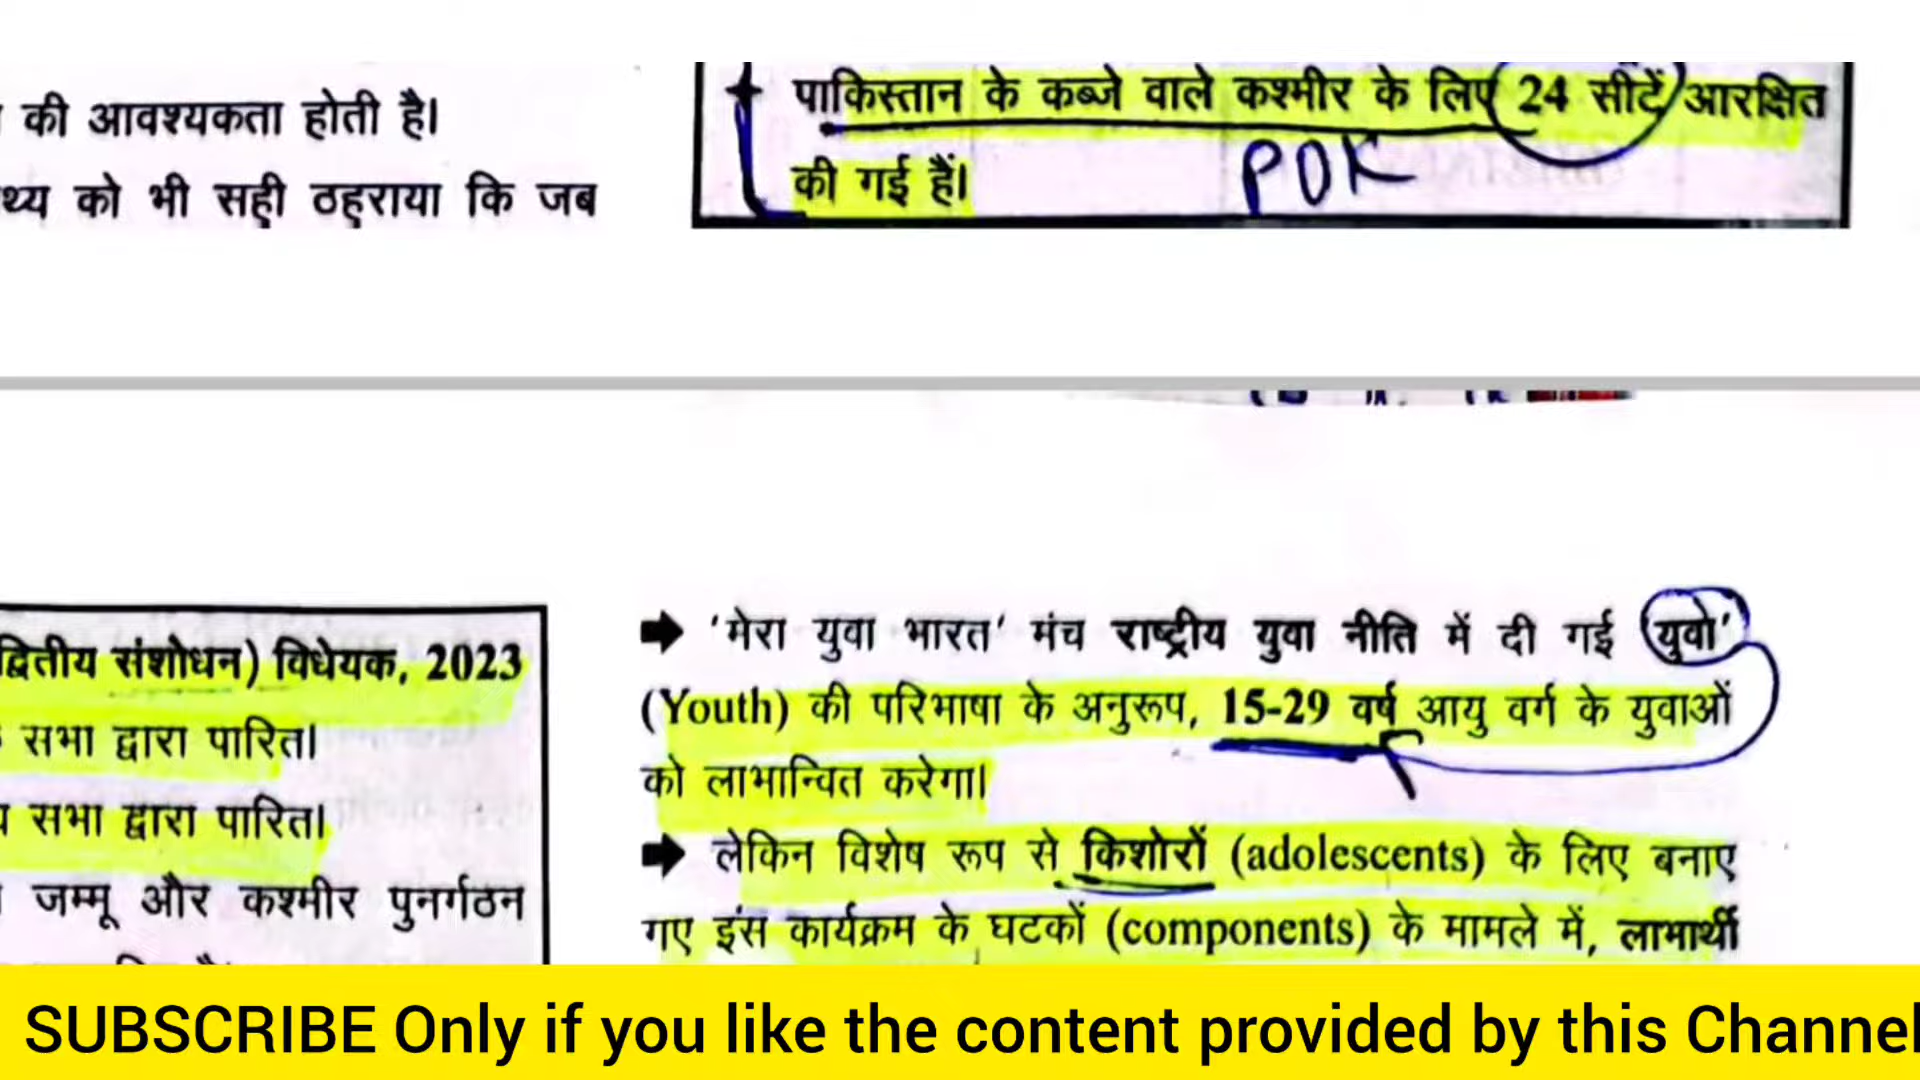 की आवश्यकता होती है।
थ्य को भी सही ठहराया कि जब
पाकिस्तान के कब्जे वाले कश्मीर के लिए 24 सीटें आरक्षित
की गई हैं।
POK
द्वितीय संशोधन) विधेयक, 2023
सभा द्वारा पारित।
सभा द्वारा पारित।
जम्मू और कश्मीर पुनर्गठन
➡ 'मेरा युवा भारत' मंच राष्ट्रीय युवा नीति में दी गई 'युवा'
(Youth) की परिभाषा के अनुरूप, 15-29 वर्ष आयु वर्ग के युवाओं
को लाभान्वित करेगा।
➡ लेकिन विशेष रूप से किशोरों (adolescents) के लिए बनाए
गए इस कार्यक्रम के घटकों (components) के मामले में, लाभार्थी
SUBSCRIBE Only if you like the content provided by this Channel